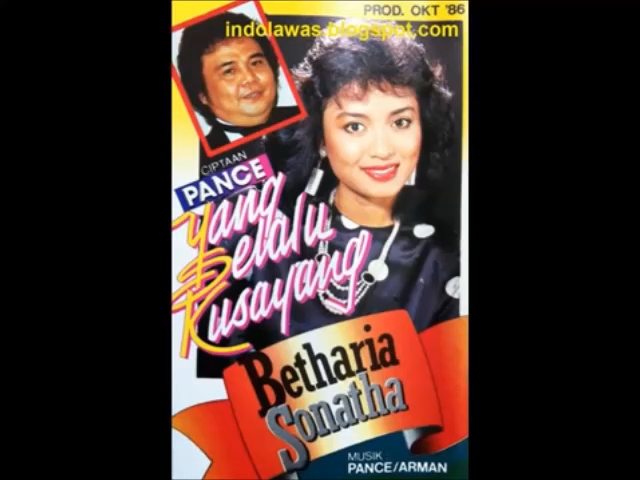 PROD. OKT '86
indolawas.blogspot.com
CIPTAAN
PANCE
Yang
Selalu
Kusayang
Betharia
Sonatha
MUSIK
PANCE/ARMAN